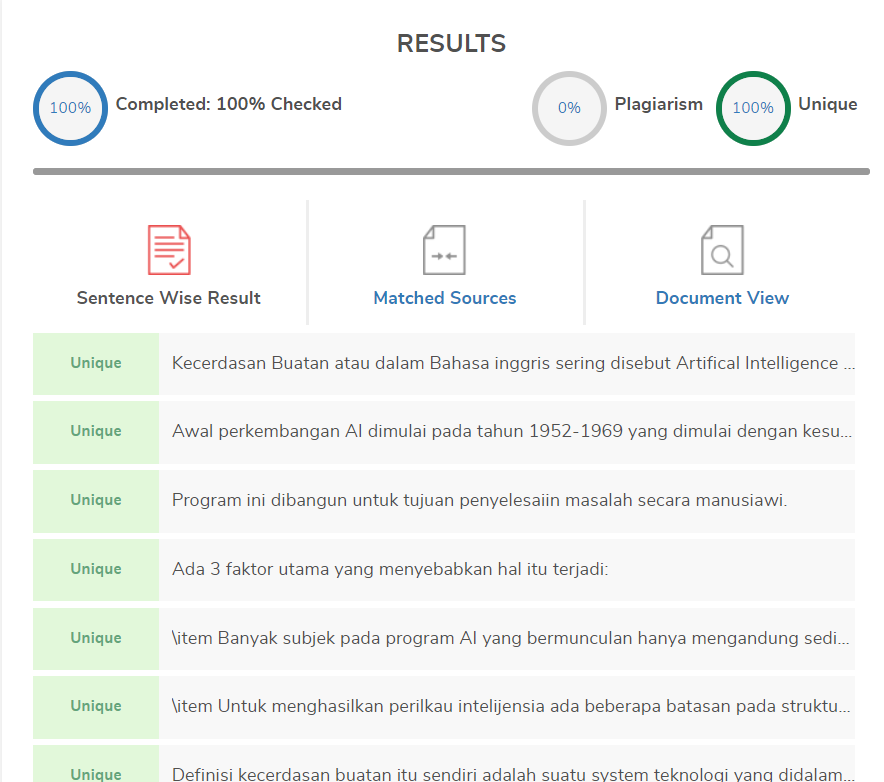 RESULTS
100% Completed: 100% Checked 0% Plagiarism 100% Unique
Sentence Wise Result Matched Sources Document View
Unique Kecerdasan Buatan atau dalam Bahasa inggris sering disebut Artifical Intelligence ...
Unique Awal perkembangan AI dimulai pada tahun 1952-1969 yang dimulai dengan kesu...
Unique Program ini dibangun untuk tujuan penyelesaiin masalah secara manusiawi.
Unique Ada 3 faktor utama yang menyebabkan hal itu terjadi:
Unique \item Banyak subjek pada program AI yang bermunculan hanya mengandung sedi...
Unique \item Untuk menghasilkan perilkau intelijensia ada beberapa batasan pada struktu...
Unique Definisi kecerdasan buatan itu sendiri adalah suatu system teknologi yang didalam...